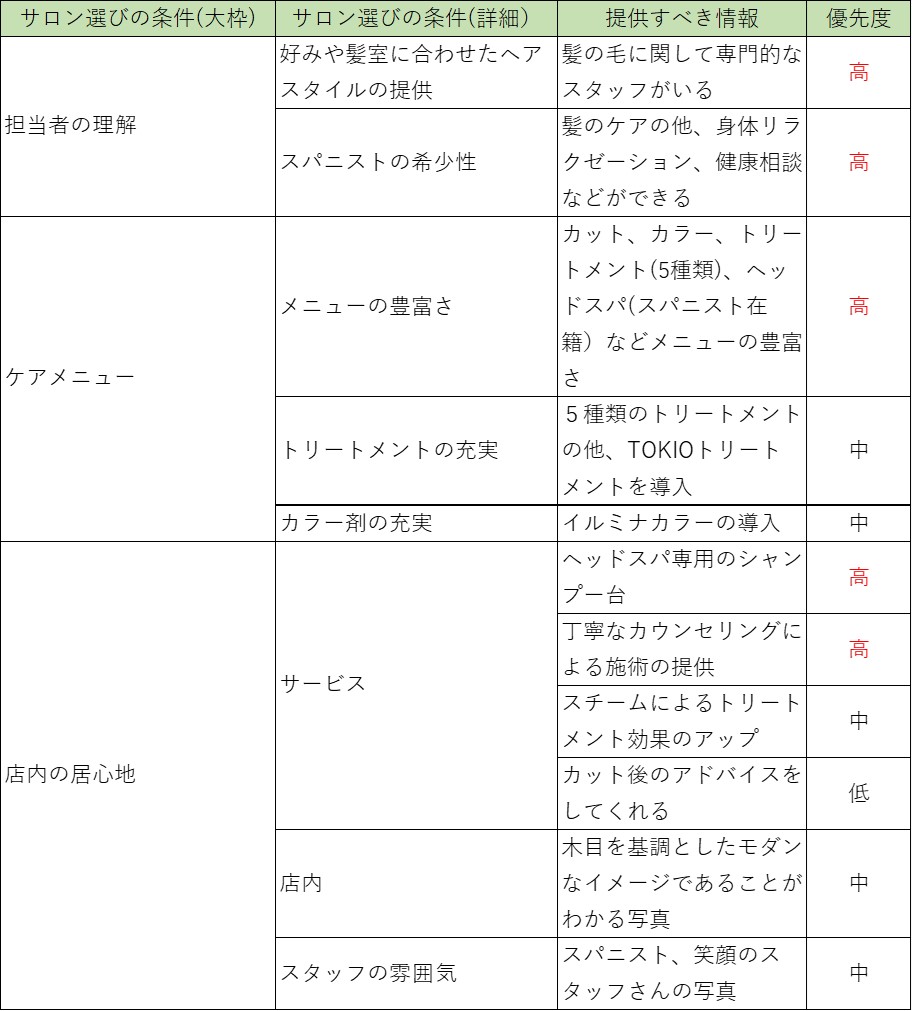 サロン選びの条件(大枠)
サロン選びの条件(詳細)
提供すべき情報
優先度
担当者の理解
好みや髪室に合わせたヘア
スタイルの提供
髪の毛に関して専門的な
スタッフがいる
高
スパニストの希少性
髪のケアの他、身体リラ
クゼーション、健康相談
などができる
高
ケアメニュー
メニューの豊富さ
カット、カラー、トリー
トメント(5種類)、ヘッ
ドスパ(スパニスト在
籍）などメニューの豊富
さ
高
トリートメントの充実
５種類のトリートメント
の他、TOKIOトリート
メントを導入
中
カラー剤の充実
イルミナカラーの導入
中
店内の居心地
サービス
ヘッドスパ専用のシャン
プー台
高
丁寧なカウンセリングに
よる施術の提供
高
スチームによるトリート
メント効果のアップ
中
カット後のアドバイスを
してくれる
低
店内
木目を基調としたモダン
なイメージであることが
わかる写真
中
スタッフの雰囲気
スパニスト、笑顔のス
タッフさんの写真
中